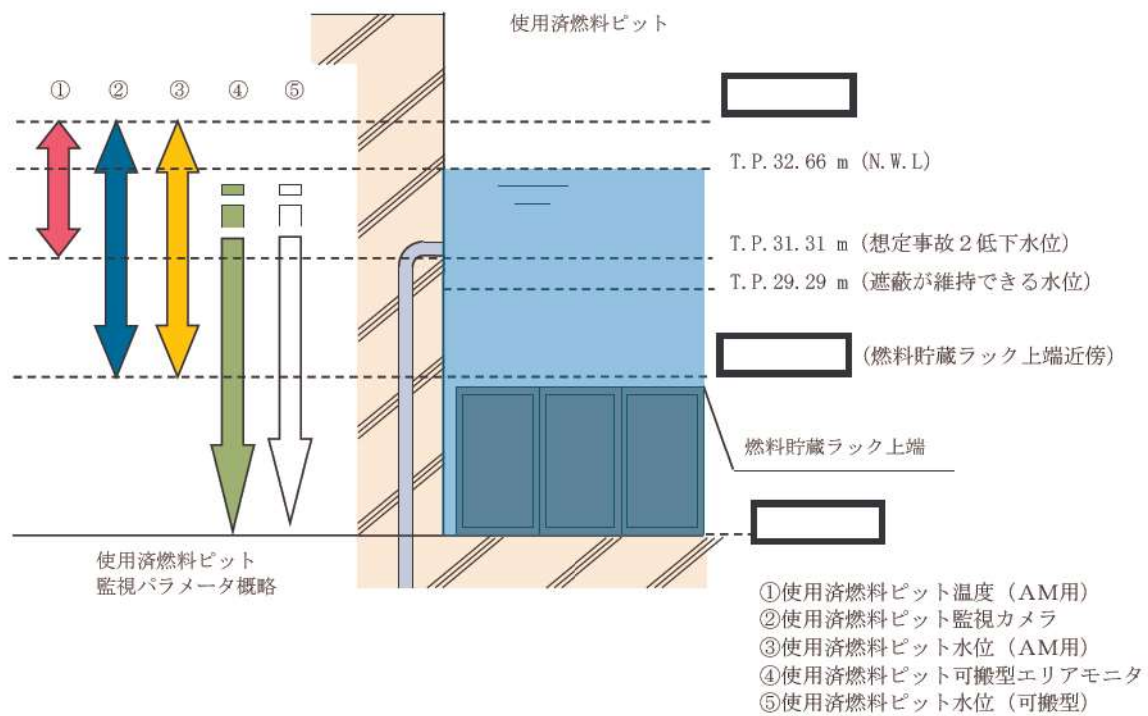 使用済燃料ピット
① ② ③ ④ ⑤
T.P.32.66 m (N.W.L)
T.P.31.31 m (想定事故2低下水位)
T.P.29.29 m (遮蔽が維持できる水位)
(燃料貯蔵ラック上端近傍)
燃料貯蔵ラック上端
使用済燃料ピット
監視パラメータ概略
①使用済燃料ピット温度(AM用)
②使用済燃料ピット監視カメラ
③使用済燃料ピット水位(AM用)
④使用済燃料ピット可搬型エリアモニタ
⑤使用済燃料ピット水位(可搬型)